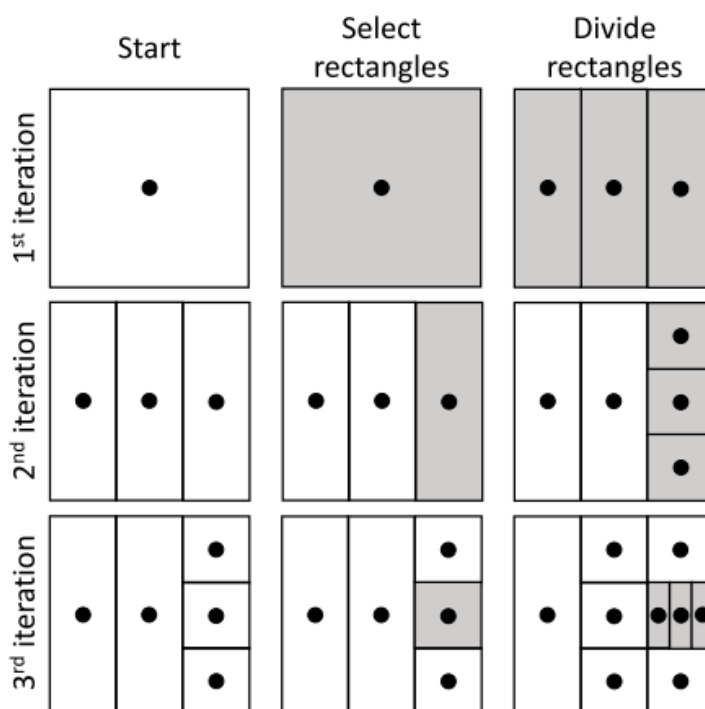 Start
Select
rectangles
Divide
rectangles
1st iteration
2nd iteration
3rd iteration